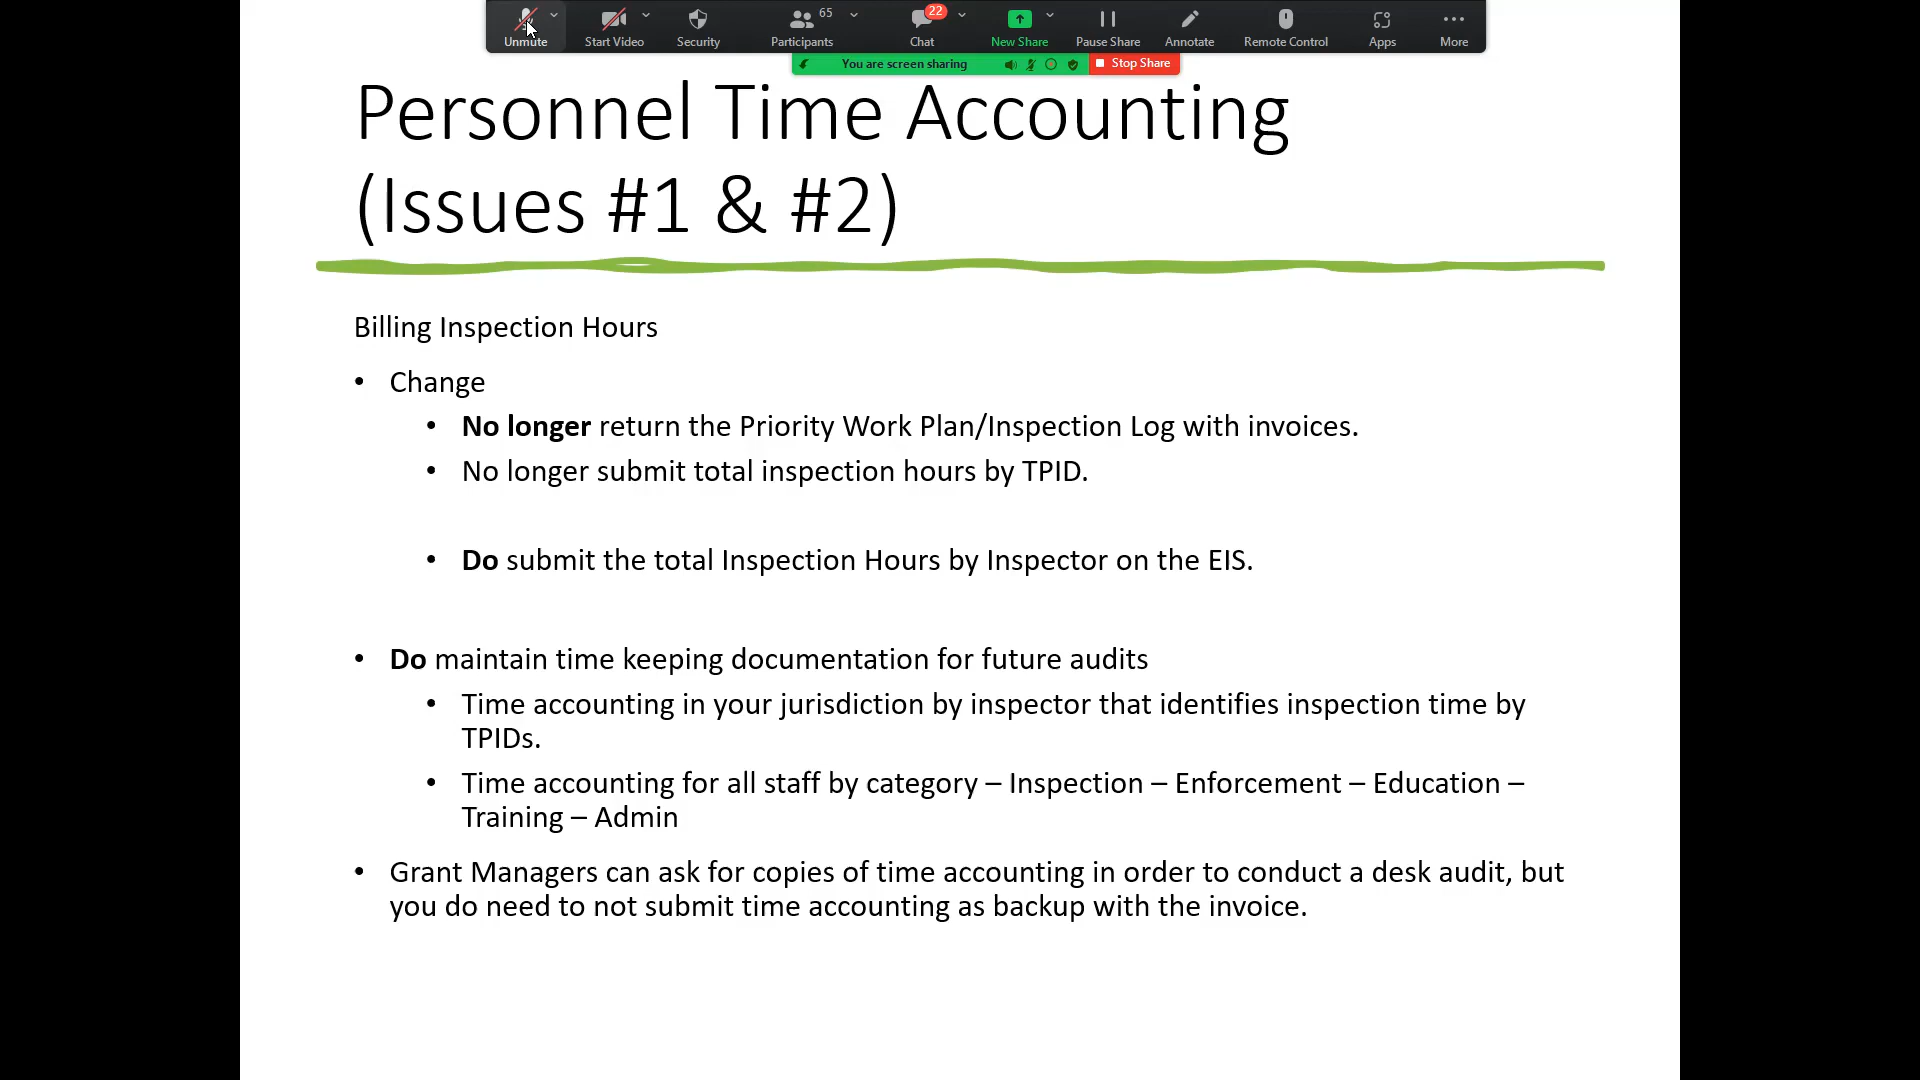 65
22
Unmute
Start Video
Security
Participants
Chat
New Share
Pause Share
Annotate
Remote Control
Apps
More
You are screen sharing
Stop Share
Personnel Time Accounting
(Issues #1 & #2)
Billing Inspection Hours
• Change
• No longer return the Priority Work Plan/Inspection Log with invoices.
• No longer submit total inspection hours by TPID.
• Do submit the total Inspection Hours by Inspector on the EIS.
• Do maintain time keeping documentation for future audits
• Time accounting in your jurisdiction by inspector that identifies inspection time by
TPIDs.
• Time accounting for all staff by category – Inspection – Enforcement – Education –
Training – Admin
• Grant Managers can ask for copies of time accounting in order to conduct a desk audit, but
you do need to not submit time accounting as backup with the invoice.